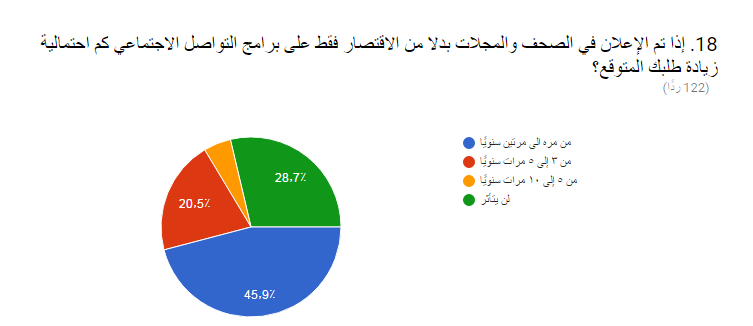 18. إذا تم الإعلان في الصحف والمجلات بدلا من الاقتصار فقط على برامج التواصل الاجتماعي كم احتمالية
زيادة طلبك المتوقع؟
(122 ردًا)
من مره الى مرتين سنويًا
من ٣ إلى ٥ مرات سنويًا
من ٥ إلى ١٠ مرات سنويًا
لن يتأثر
28٫7٪
20٫5٪
45٫9٪